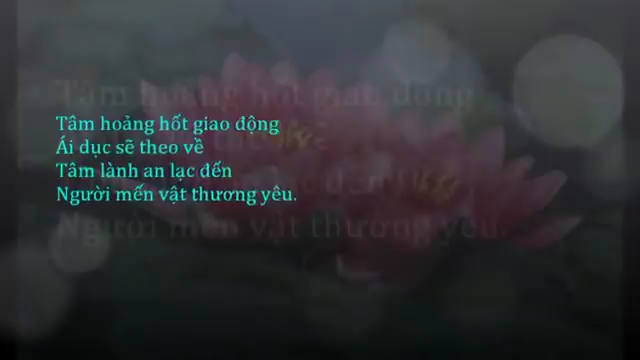 Tâm hoảng hốt giao động
Ái dục sẽ theo về
Tâm lành an lạc đến
Người mến vật thương yêu.